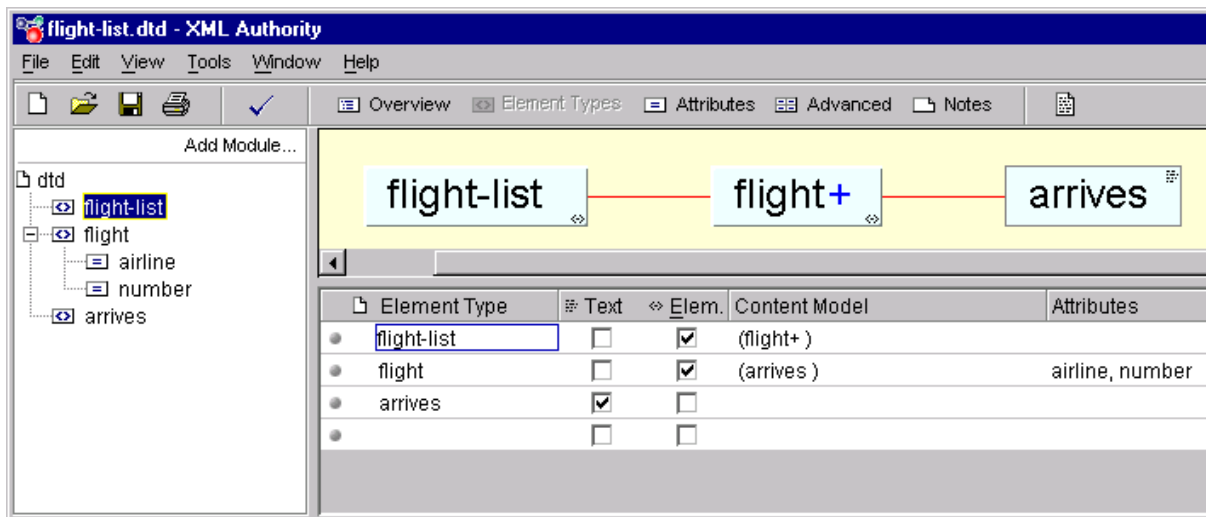 flight-list.dtd - XML Authority
File Edit View Tools Window Help
Overview Element Types Attributes Advanced Notes
Add Module...
dtd
flight-list
flight
airline
number
arrives
flight-list flight+ arrives
Element Type Text Elem. Content Model Attributes
flight-list (flight+ )
flight (arrives ) airline, number
arrives